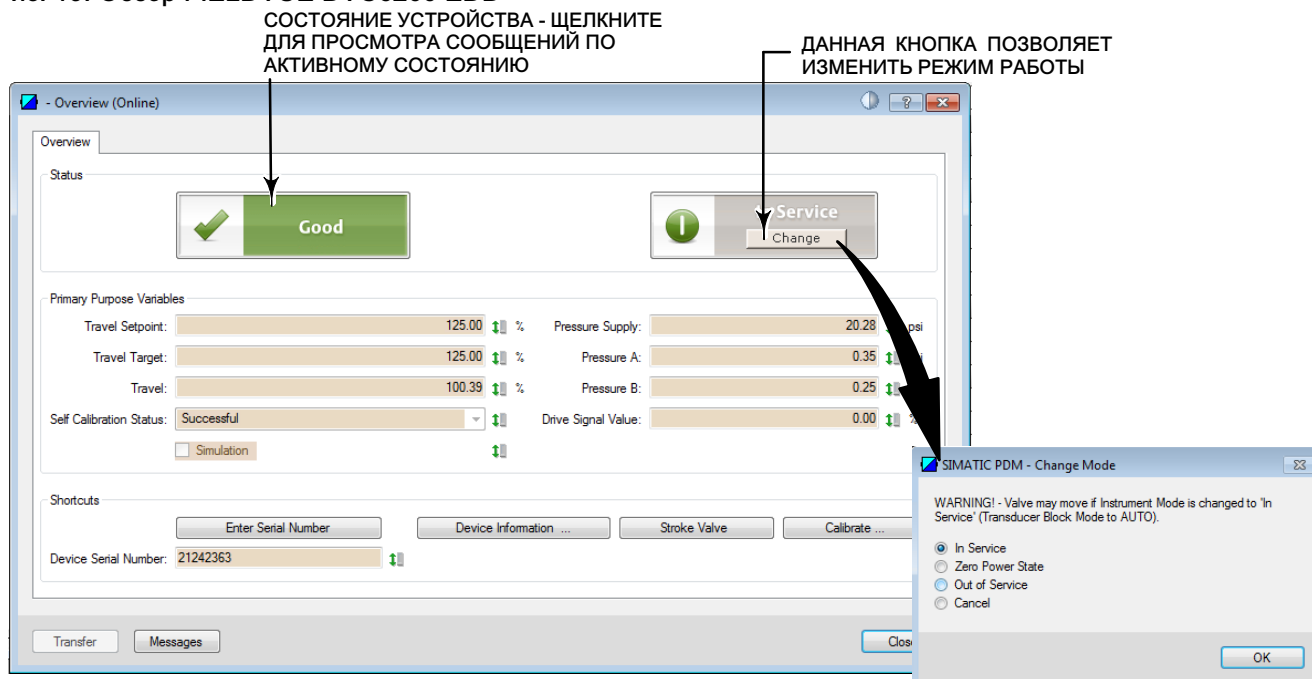 СОСТОЯНИЕ УСТРОЙСТВА - ЩЕЛКНИТЕ
ДЛЯ ПРОСМОТРА СООБЩЕНИЙ ПО
АКТИВНОМУ СОСТОЯНИЮ
ДАННАЯ КНОПКА ПОЗВОЛЯЕТ
ИЗМЕНИТЬ РЕЖИМ РАБОТЫ
- Overview (Online)
Overview
Status
Good
Service
Change
Primary Purpose Variables
Travel Setpoint: 125.00 % Pressure Supply: 20.28 psi
Travel Target: 125.00 % Pressure A: 0.35
Travel: 100.39 % Pressure B: 0.25
Self Calibration Status: Successful Drive Signal Value: 0.00 %
Simulation
Shortcuts
Enter Serial Number Device Information ... Stroke Valve Calibrate ...
Device Serial Number: 21242363
Transfer Messages
SIMATIC PDM - Change Mode
WARNING! - Valve may move if Instrument Mode is changed to 'In
Service' (Transducer Block Mode to AUTO).
In Service
Zero Power State
Out of Service
Cancel
OK